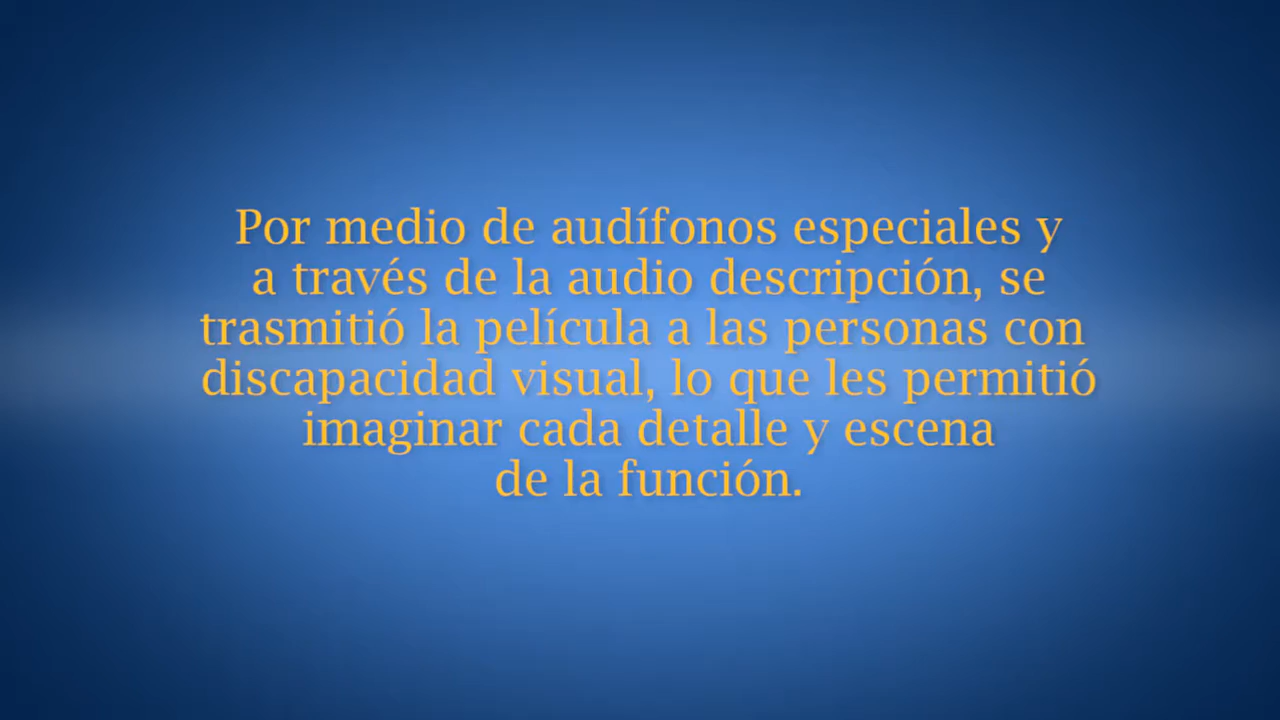 Por medio de audífonos especiales y
a través de la audio descripción, se
trasmitió la película a las personas con
discapacidad visual, lo que les permitió
imaginar cada detalle y escena
de la función.